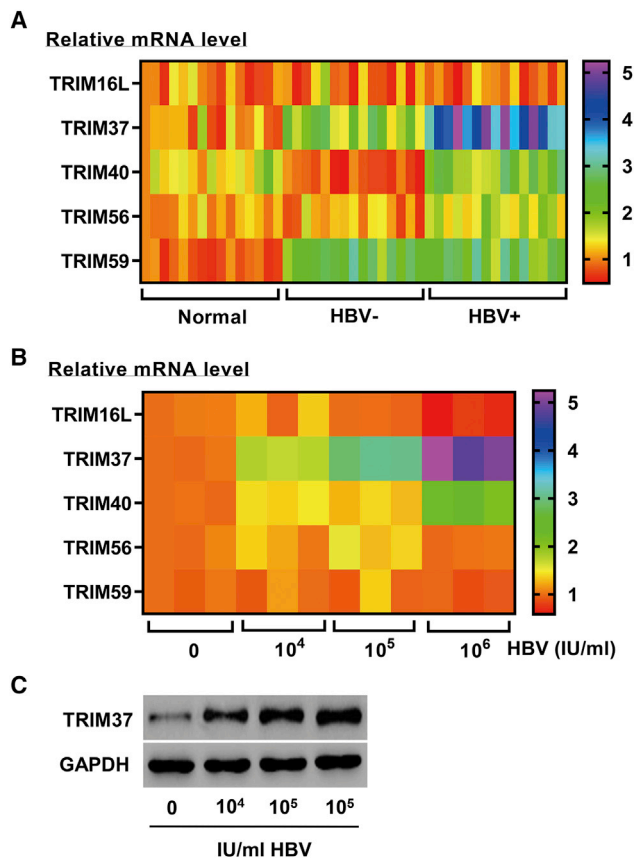 A
Relative mRNA level
TRIM16L
TRIM37
TRIM40
TRIM56
TRIM59
5
4
3
2
1
Normal
HBV-
HBV+
B
Relative mRNA level
TRIM16L
TRIM37
TRIM40
TRIM56
TRIM59
5
4
3
2
1
0 10⁴ 10⁵ 10⁶ HBV (IU/ml)
C
TRIM37
GAPDH
0 10⁴ 10⁵ 10⁵
IU/ml HBV